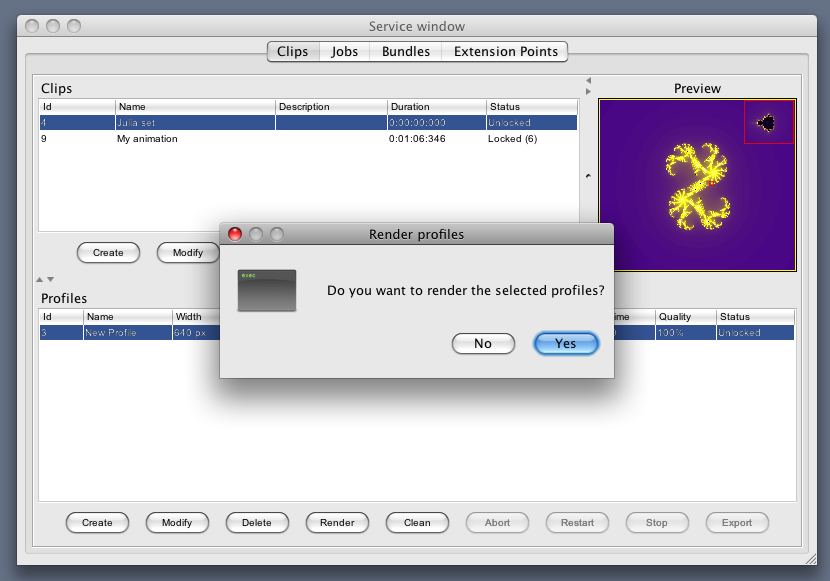 Service window
Clips Jobs Bundles Extension Points
Clips
Preview
Id Name Description Duration Status
4 Julia set 0:00:00:000 Unlocked
9 My animation 0:01:06:346 Locked (6)
Create Modify
Render profiles
Do you want to render the selected profiles?
No Yes
Profiles
Id Name Width Quality Status
3 New Profile 640 px 100% Unlocked
Create Modify Delete Render Clean Abort Restart Stop Export